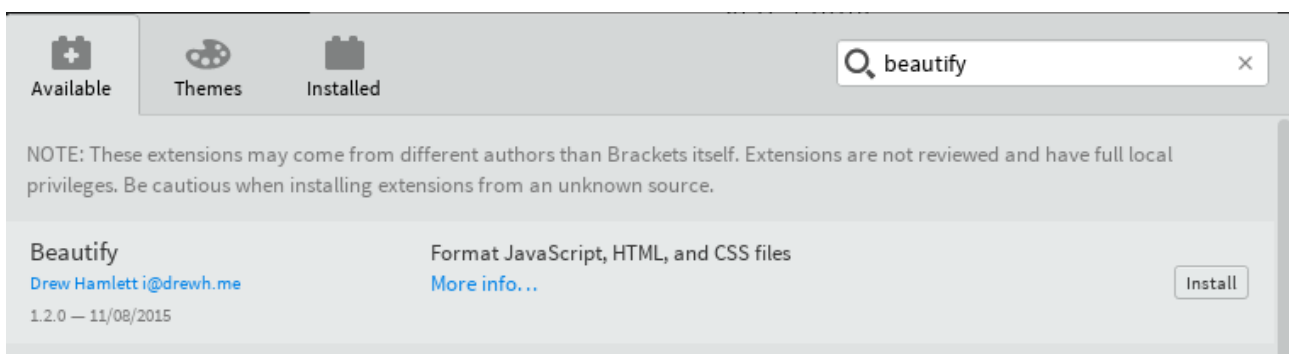 Available
Themes
Installed
beautify
NOTE: These extensions may come from different authors than Brackets itself. Extensions are not reviewed and have full local
privileges. Be cautious when installing extensions from an unknown source.
Beautify
Format JavaScript, HTML, and CSS files
Drew Hamlett i@drewh.me
More info...
Install
1.2.0 — 11/08/2015